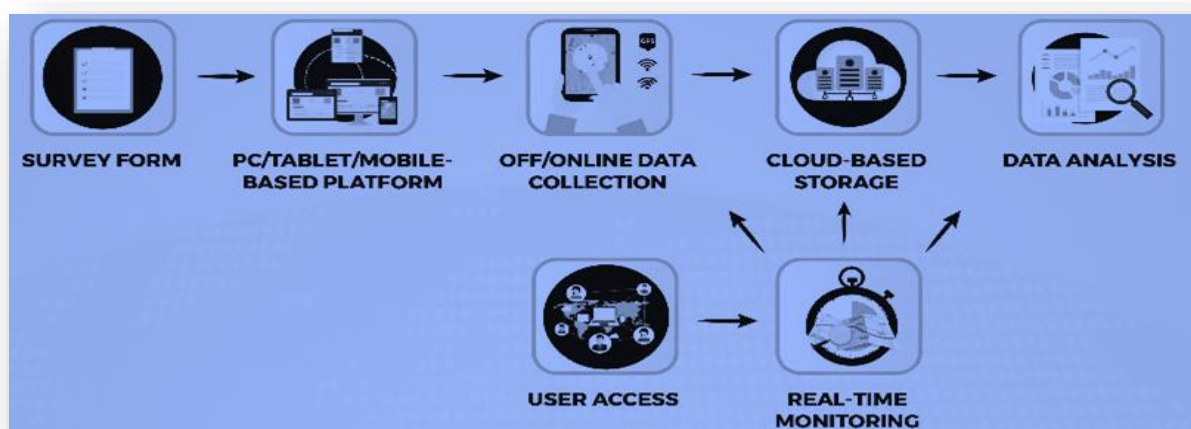 GPS
SURVEY FORM
PC/TABLET/MOBILE-
BASED PLATFORM
OFF/ONLINE DATA
COLLECTION
CLOUD-BASED
STORAGE
DATA ANALYSIS
USER ACCESS
REAL-TIME
MONITORING